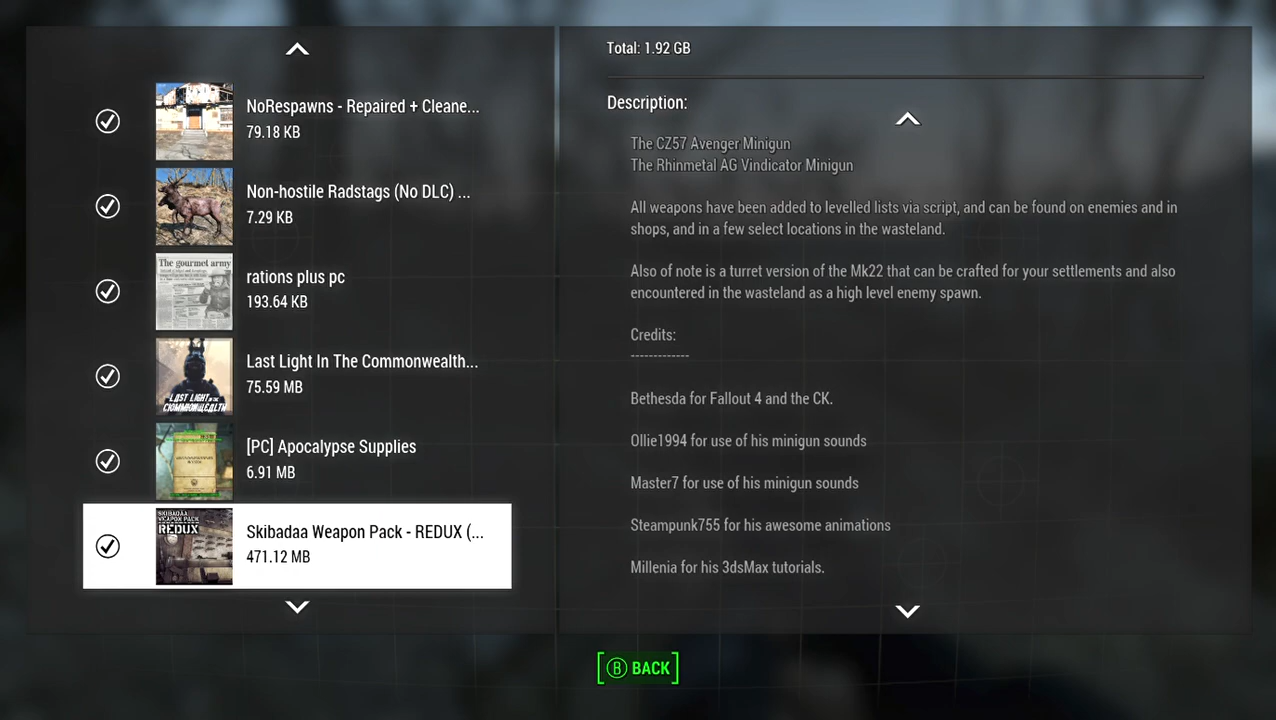 NoRespawns - Repaired + Cleane...
79.18 KB
Non-hostile Radstags (No DLC) ...
7.29 KB
The gourmet army
rations plus pc
193.64 KB
Last Light In The Commonwealth...
75.59 MB
LAST LIGHT IN THE
COMMONWEALTH
[PC] Apocalypse Supplies
6.91 MB
SKIBADAA
WEAPON PACK
REDUX
Skibadaa Weapon Pack - REDUX (...
471.12 MB
Total: 1.92 GB
Description:
The CZ57 Avenger Minigun
The Rhinmetal AG Vindicator Minigun
All weapons have been added to levelled lists via script, and can be found on enemies and in
shops, and in a few select locations in the wasteland.
Also of note is a turret version of the Mk22 that can be crafted for your settlements and also
encountered in the wasteland as a high level enemy spawn.
Credits:
-------------
Bethesda for Fallout 4 and the CK.
Ollie1994 for use of his minigun sounds
Master7 for use of his minigun sounds
Steampunk755 for his awesome animations
Millenia for his 3dsMax tutorials.
[Ⓑ BACK]